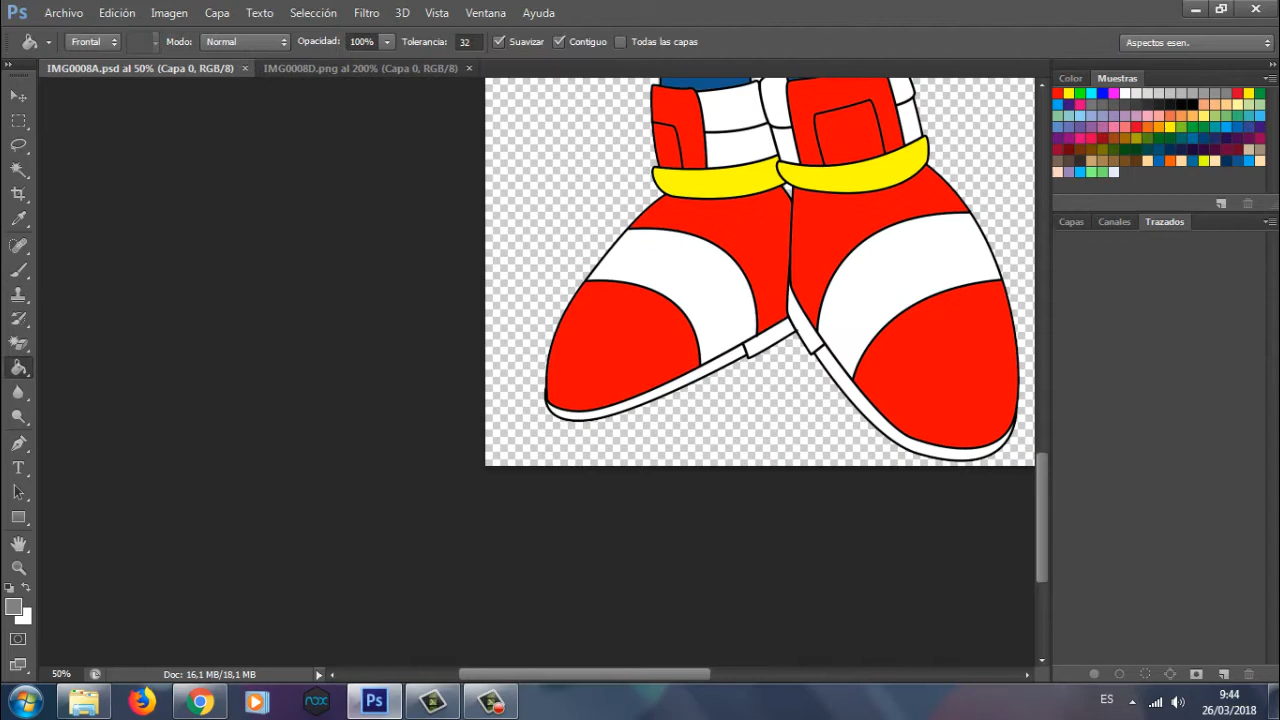 Ps Archivo Edición Imagen Capa Texto Selección Filtro 3D Vista Ventana Ayuda
Frontal Modo: Normal Opacidad: 100% Tolerancia: 32 Suavizar Contiguo Todas las capas Aspectos esen.
IMG0008A.psd al 50% (Capa 0, RGB/8) × IMG0008D.png al 200% (Capa 0, RGB/8) ×
Color Muestras
Capas Canales Trazados
T
50% Doc: 16,1 MB/18,1 MB
nox Ps ES 9:44
26/03/2018